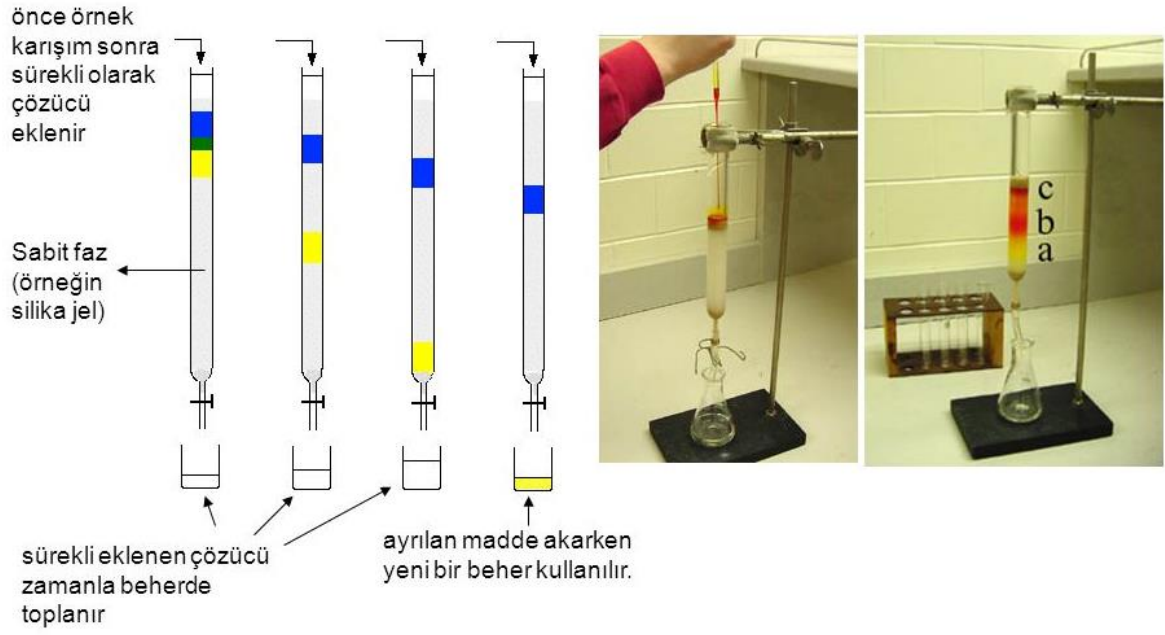 önce örnek
karışım sonra
sürekli olarak
çözücü
eklenir
Sabit faz
(örneğin
silika jel)
c
b
a
sürekli eklenen çözücü
zamanla beherde
toplanır
ayrılan madde akarken
yeni bir beher kullanılır.